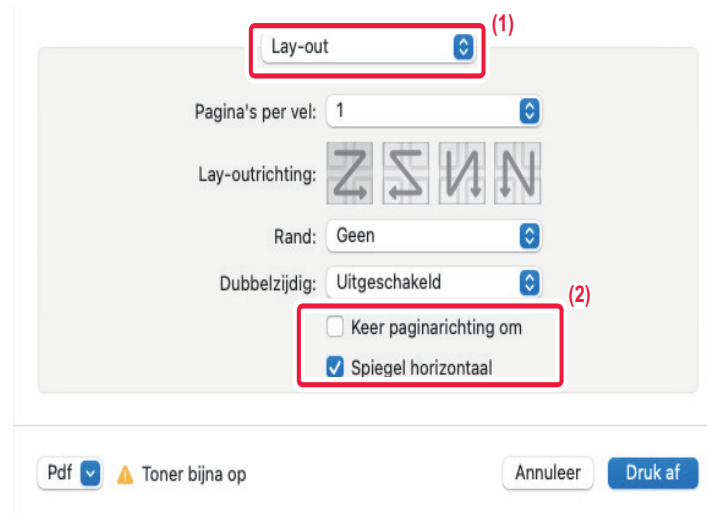 (1)
Lay-out
Pagina's per vel: 1
Lay-outrichting:
Rand: Geen
Dubbelzijdig: Uitgeschakeld
(2)
Keer paginarichting om
Spiegel horizontaal
Pdf Toner bijna op Annuleer Druk af